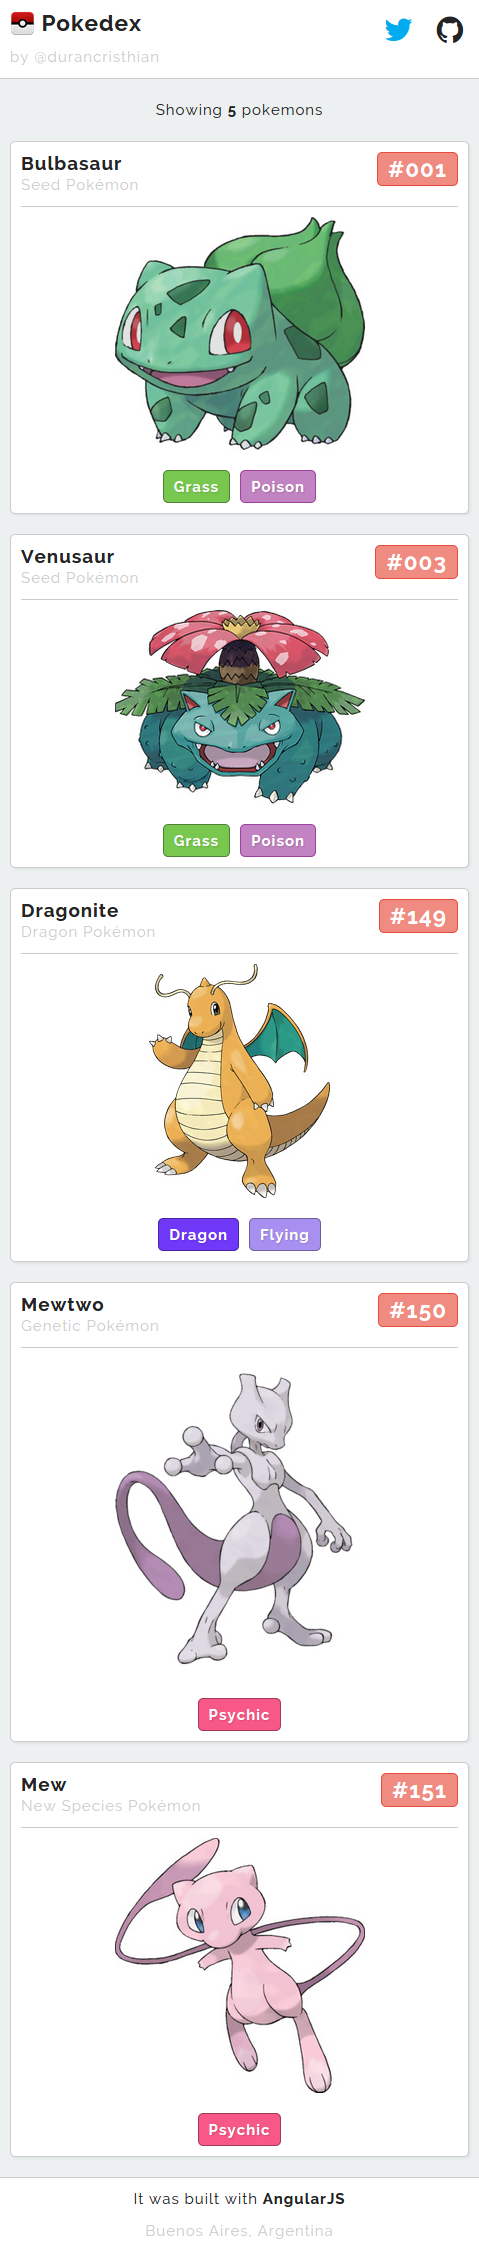 Pokedex
by @durancristhian
Showing 5 pokemons
Bulbasaur
#001
Seed Pokémon
Grass
Poison
Venusaur
#003
Seed Pokémon
Grass
Poison
Dragonite
#149
Dragon Pokémon
Dragon
Flying
Mewtwo
#150
Genetic Pokémon
Psychic
Mew
#151
New Species Pokémon
Psychic
It was built with AngularJS
Buenos Aires, Argentina